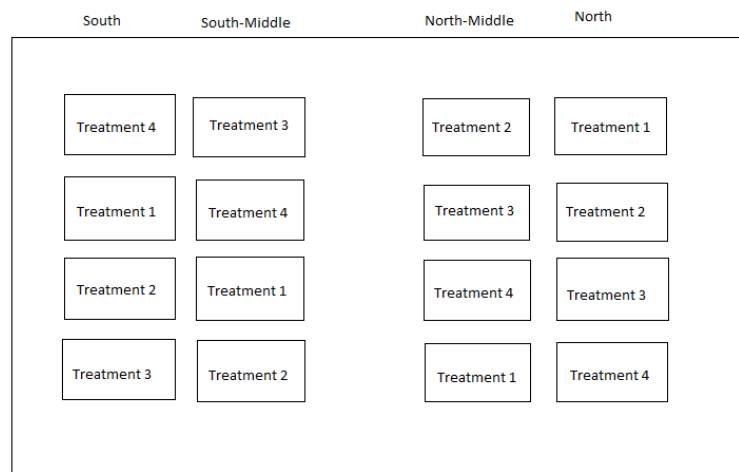 South South-Middle North-Middle North
Treatment 4 Treatment 3 Treatment 2 Treatment 1
Treatment 1 Treatment 4 Treatment 3 Treatment 2
Treatment 2 Treatment 1 Treatment 4 Treatment 3
Treatment 3 Treatment 2 Treatment 1 Treatment 4